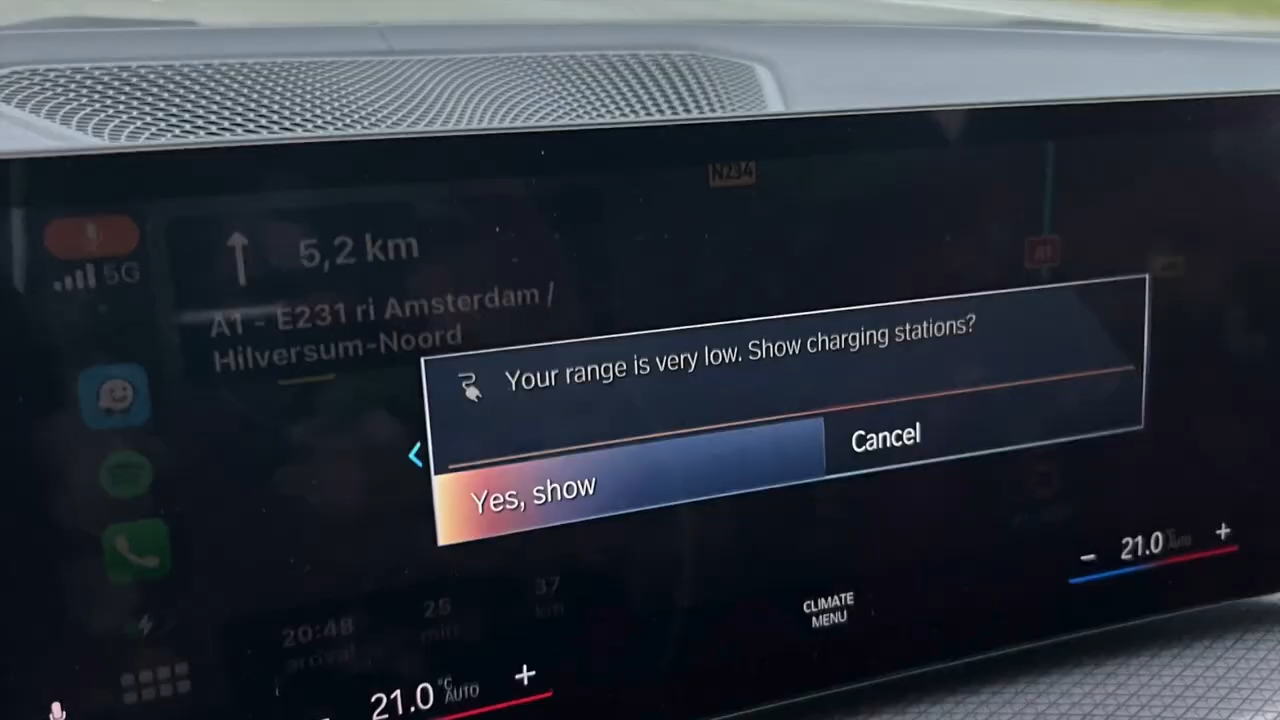 N234
5,2 km
5G
A1
A1 - E231 ri Amsterdam /
Hilversum-Noord
Your range is very low. Show charging stations?
Cancel
Yes, show
21.0 AUTO
CLIMATE
MENU
20:48
arrival
25
min
37
km
21.0 °C AUTO